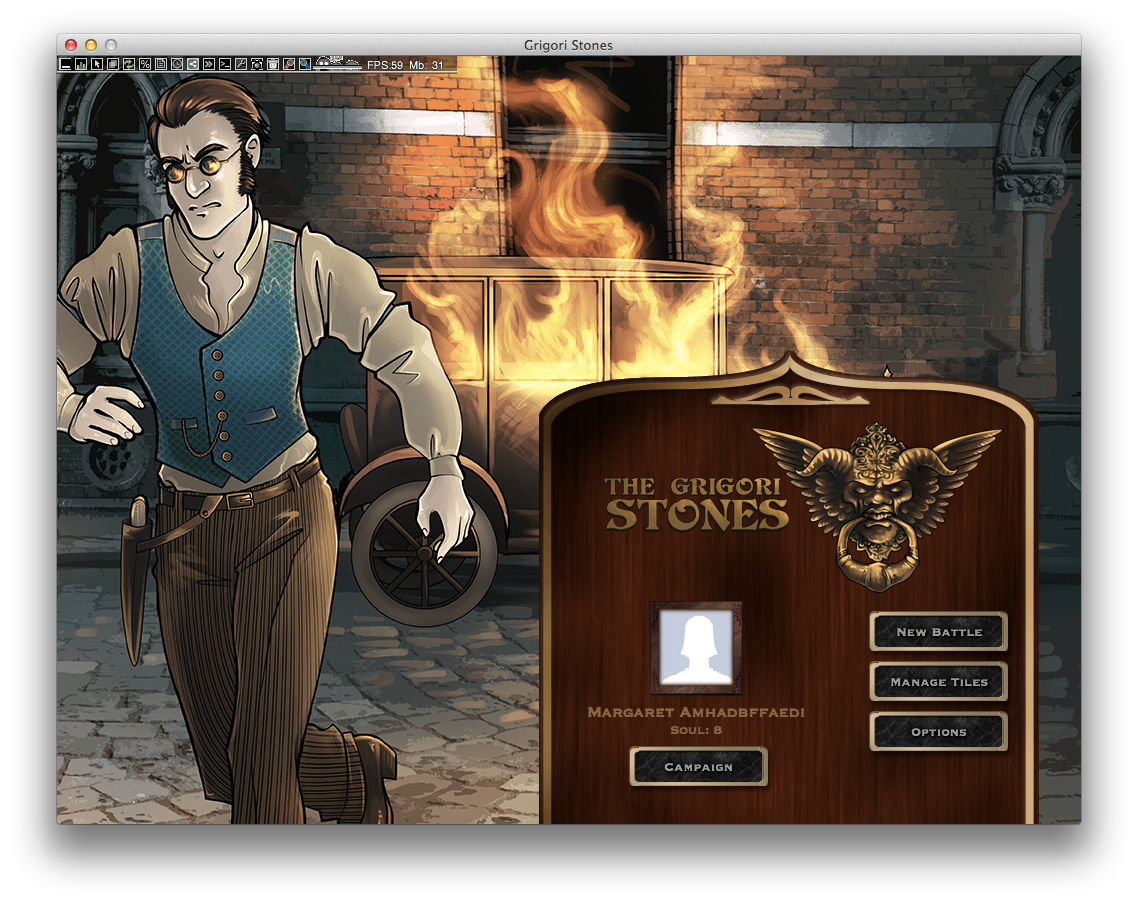 Grigori Stones
FPS:59 Mb: 31
THE GRIGORI
STONES
NEW BATTLE
MANAGE TILES
OPTIONS
MARGARET AMHADBFFAEDI
SOUL: 8
CAMPAIGN